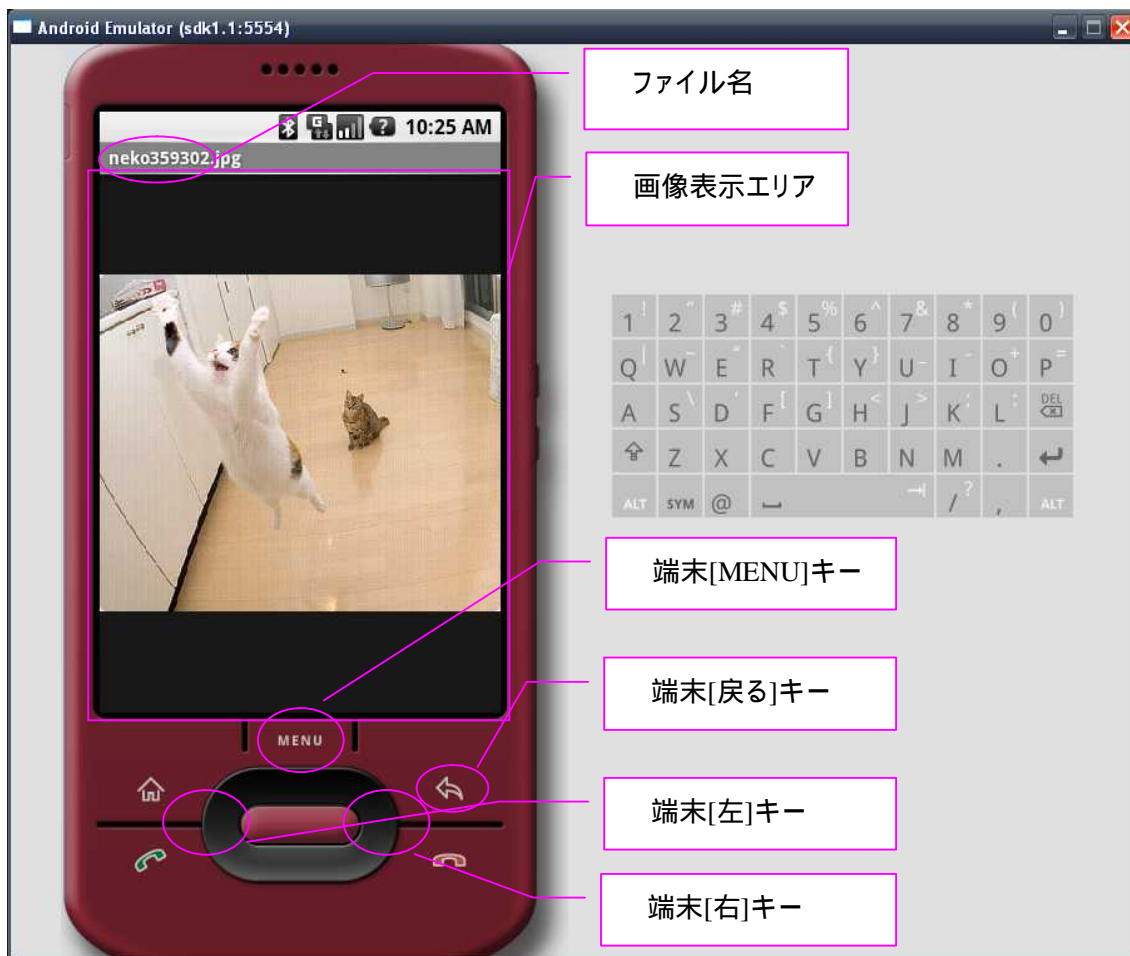 Android Emulator (sdk1.1:5554)
ファイル名
10:25 AM
neko359302.jpg
画像表示エリア
1 ! 2 " 3 # 4 $ 5 % 6 ^ 7 & 8 * 9 ( 0 )
Q | W ~ E " R ` T { Y } U _ I - O + P =
A S \ D ' F [ G ] H < J > K ; L : DEL
Z X C V B N M .
ALT SYM @ / ? , ALT
端末[MENU]キー
端末[戻る]キー
MENU
端末[左]キー
端末[右]キー